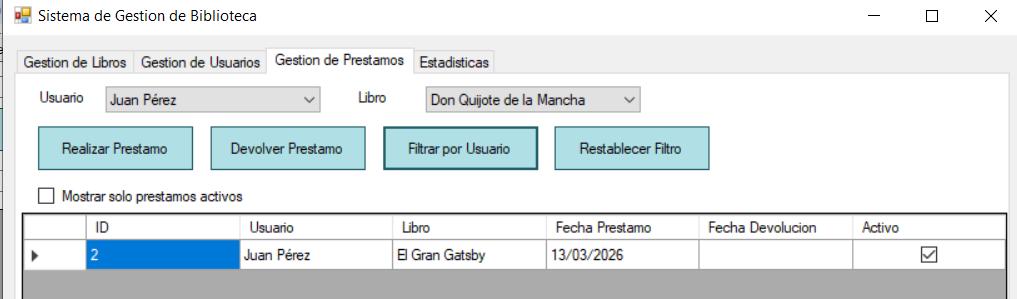 Sistema de Gestion de Biblioteca
Gestion de Libros Gestion de Usuarios Gestion de Prestamos Estadisticas
Usuario Juan Pérez Libro Don Quijote de la Mancha
Realizar Prestamo Devolver Prestamo Filtrar por Usuario Restablecer Filtro
Mostrar solo prestamos activos
ID Usuario Libro Fecha Prestamo Fecha Devolucion Activo
2 Juan Pérez El Gran Gatsby 13/03/2026